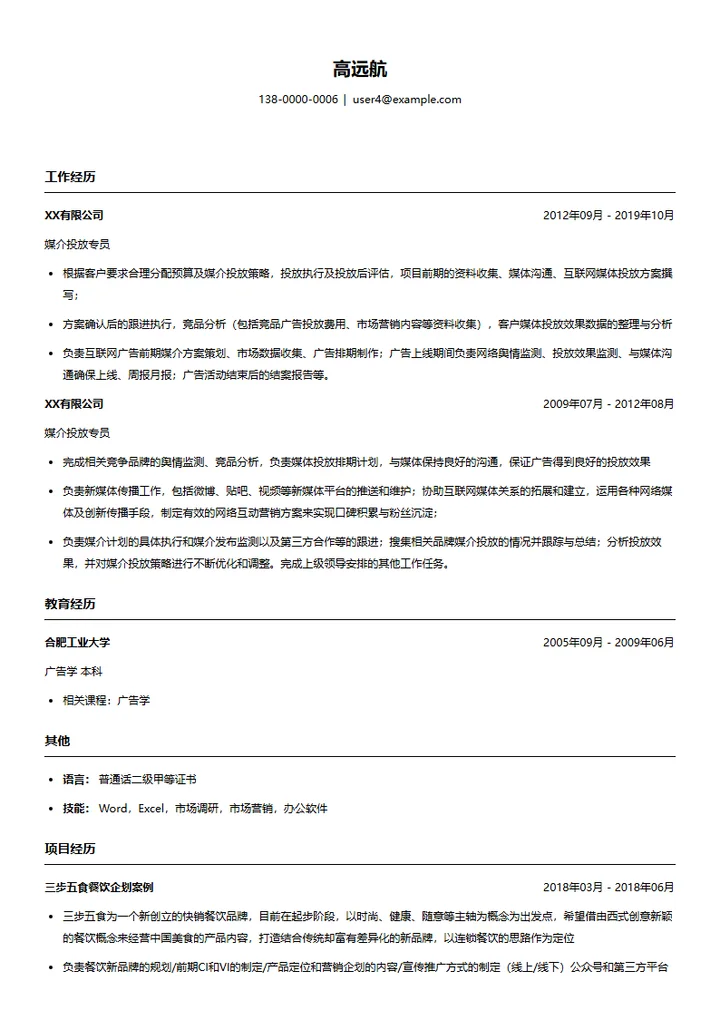 高远航
138-0000-0006 | user4@example.com
工作经历
XX有限公司 2012年09月 - 2019年10月
媒介投放专员
• 根据客户要求合理分配预算及媒介投放策略，投放执行及投放后评估，项目前期的资料收集、媒体沟通、互联网媒体投放方案撰
写；
• 方案确认后的跟进执行，竞品分析（包括竞品广告投放费用、市场营销内容等资料收集），客户媒体投放效果数据的整理与分析
• 负责互联网广告前期媒介方案策划、市场数据收集、广告排期制作；广告上线期间负责网络舆情监测、投放效果监测、与媒体沟
通确保上线、周报月报；广告活动结束后的结案报告等。
XX有限公司 2009年07月 - 2012年08月
媒介投放专员
• 完成相关竞争品牌的舆情监测、竞品分析，负责媒体投放排期计划，与媒体保持良好的沟通，保证广告得到良好的投放效果
• 负责新媒体传播工作，包括微博、贴吧、视频等新媒体平台的推送和维护；协助互联网媒体关系的拓展和建立，运用各种网络媒
体及创新传播手段，制定有效的网络互动营销方案来实现口碑积累与粉丝沉淀；
• 负责媒介计划的具体执行和媒介发布监测以及第三方合作等的跟进；搜集相关品牌媒介投放的情况并跟踪与总结；分析投放效
果，并对媒介投放策略进行不断优化和调整。完成上级领导安排的其他工作任务。
教育经历
合肥工业大学 2005年09月 - 2009年06月
广告学 本科
• 相关课程：广告学
其他
• 语言： 普通话二级甲等证书
• 技能： Word，Excel，市场调研，市场营销，办公软件
项目经历
三步五食餐饮企划案例 2018年03月 - 2018年06月
• 三步五食为一个新创立的快销餐饮品牌，目前在起步阶段，以时尚、健康、随意等主轴为概念为出发点，希望借由西式创意新颖
的餐饮概念来经营中国美食的产品内容，打造结合传统却富有差异化的新品牌，以连锁餐饮的思路作为定位
• 负责餐饮新品牌的规划/前期CI和VI的制定/产品定位和营销企划的内容/宣传推广方式的制定（线上/线下）公众号和第三方平台